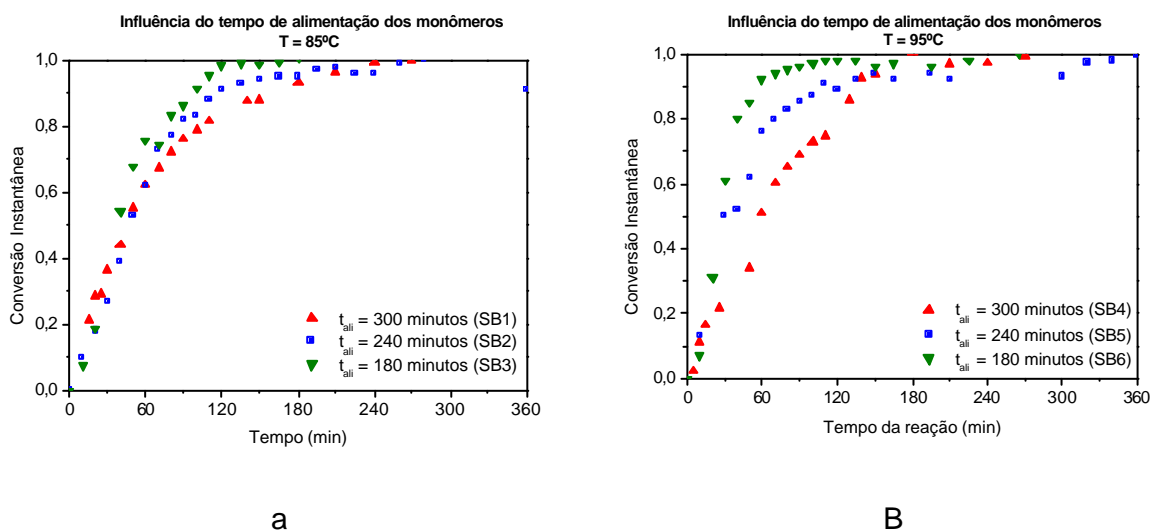 Influência do tempo de alimentação dos monômeros
T = 85ºC
Conversão Instantânea
1,0
0,8
0,6
0,4
0,2
0,0
t_ali = 300 minutos (SB1)
t_ali = 240 minutos (SB2)
t_ali = 180 minutos (SB3)
0 60 120 180 240 300 360
Tempo (min)
a
Influência do tempo de alimentação dos monômeros
T = 95ºC
Conversão Instantânea
1,0
0,8
0,6
0,4
0,2
0,0
t_ali = 300 minutos (SB4)
t_ali = 240 minutos (SB5)
t_ali = 180 minutos (SB6)
0 60 120 180 240 300 360
Tempo da reação (min)
B